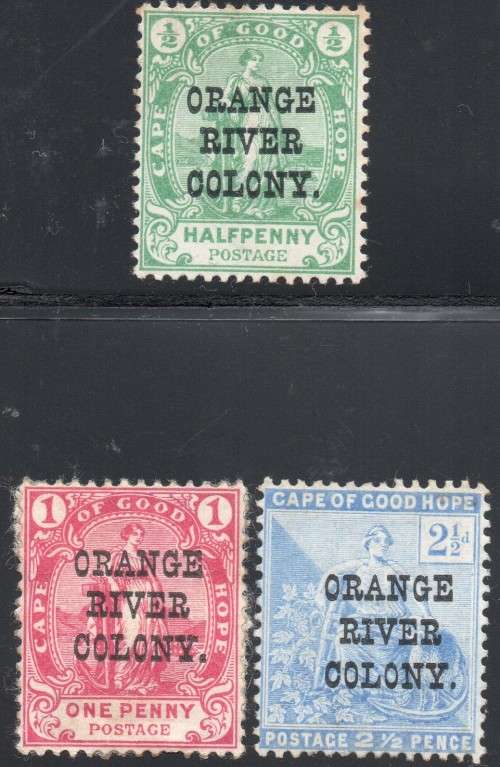 ½ OF GOOD ½
CAPE
HOPE
ORANGE
RIVER
COLONY.
HALFPENNY
POSTAGE
1 OF GOOD 1
CAPE
HOPE
ORANGE
RIVER
COLONY.
ONE PENNY
POSTAGE
CAPE OF GOOD HOPE
2½d
ORANGE
RIVER
COLONY.
POSTAGE 2½ PENCE